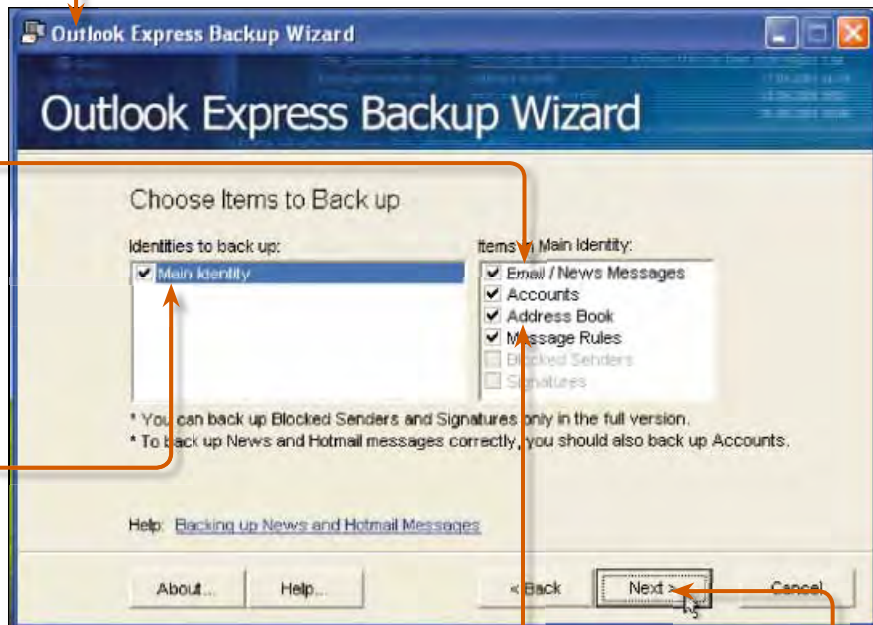 Outlook Express Backup Wizard
Outlook Express Backup Wizard
Choose Items to Back up
Identities to back up:
Main Identity
Items in Main Identity:
Email / News Messages
Accounts
Address Book
Message Rules
Blocked Senders
Signatures
* You can back up Blocked Senders and Signatures only in the full version.
* To back up News and Hotmail messages correctly, you should also back up Accounts.
Help: Backing up News and Hotmail Messages
About...
Help...
< Back
Next >
Cancel